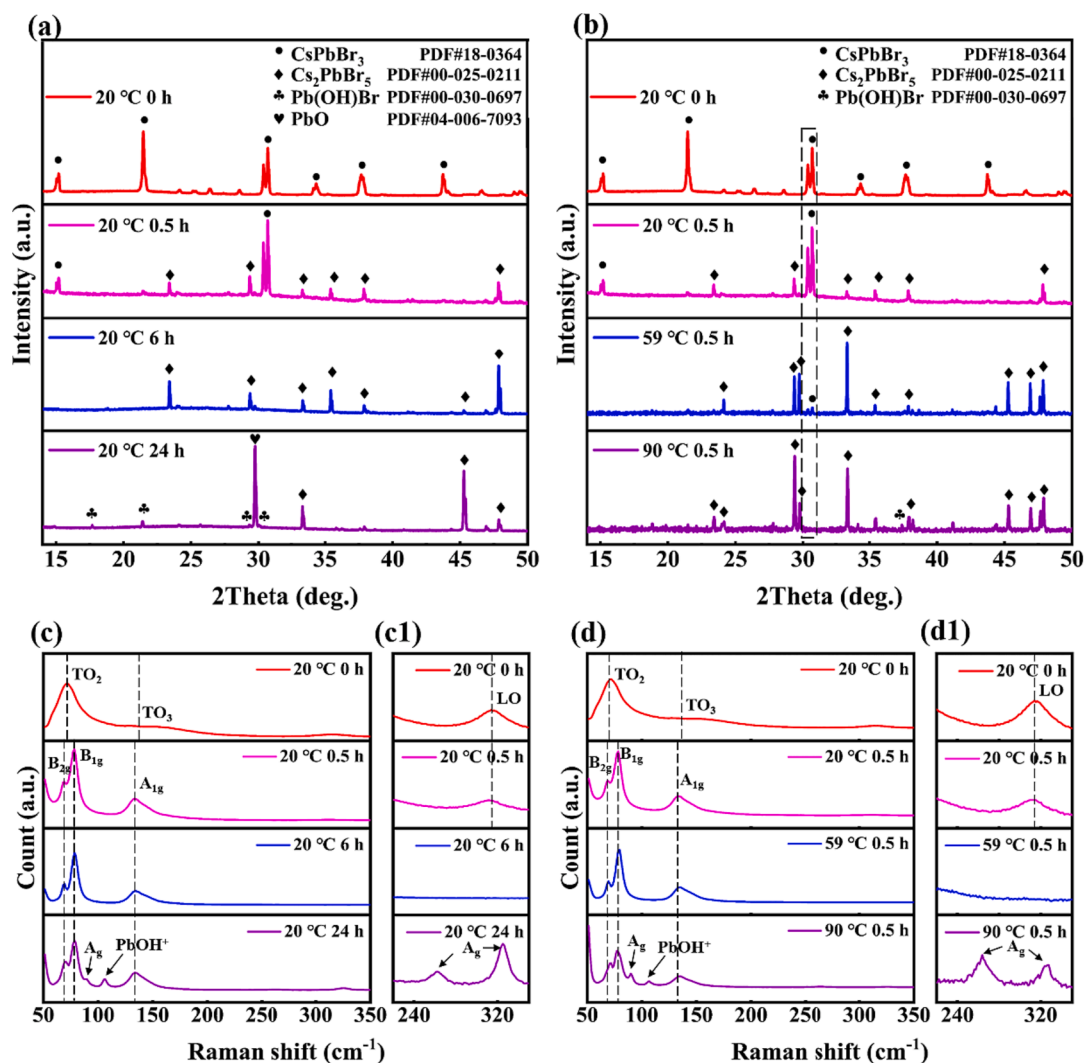 (a)
● CsPbBr₃ PDF#18-0364
♦ Cs₂PbBr₅ PDF#00-025-0211
♣ Pb(OH)Br PDF#00-030-0697
♥ PbO PDF#04-006-7093
20 °C 0 h
20 °C 0.5 h
20 °C 6 h
20 °C 24 h
Intensity (a.u.)
15 20 25 30 35 40 45 50
2Theta (deg.)
(b)
● CsPbBr₃ PDF#18-0364
♦ Cs₂PbBr₅ PDF#00-025-0211
♣ Pb(OH)Br PDF#00-030-0697
20 °C 0 h
20 °C 0.5 h
59 °C 0.5 h
90 °C 0.5 h
Intensity (a.u.)
15 20 25 30 35 40 45 50
2Theta (deg.)
(c)
20 °C 0 h
TO₂
TO₃
20 °C 0.5 h
B₂g
B₁g
A₁g
20 °C 6 h
20 °C 24 h
Ag
PbOH⁺
Count (a.u.)
50 100 150 200 250 300 350
Raman shift (cm⁻¹)
(c1)
20 °C 0 h
LO
20 °C 0.5 h
20 °C 6 h
20 °C 24 h
Ag
240 320
(d)
20 °C 0 h
TO₂
TO₃
20 °C 0.5 h
B₂g
B₁g
A₁g
59 °C 0.5 h
90 °C 0.5 h
Ag
PbOH⁺
Count (a.u.)
50 100 150 200 250 300 350
Raman shift (cm⁻¹)
(d1)
20 °C 0 h
LO
20 °C 0.5 h
59 °C 0.5 h
90 °C 0.5 h
Ag
240 320